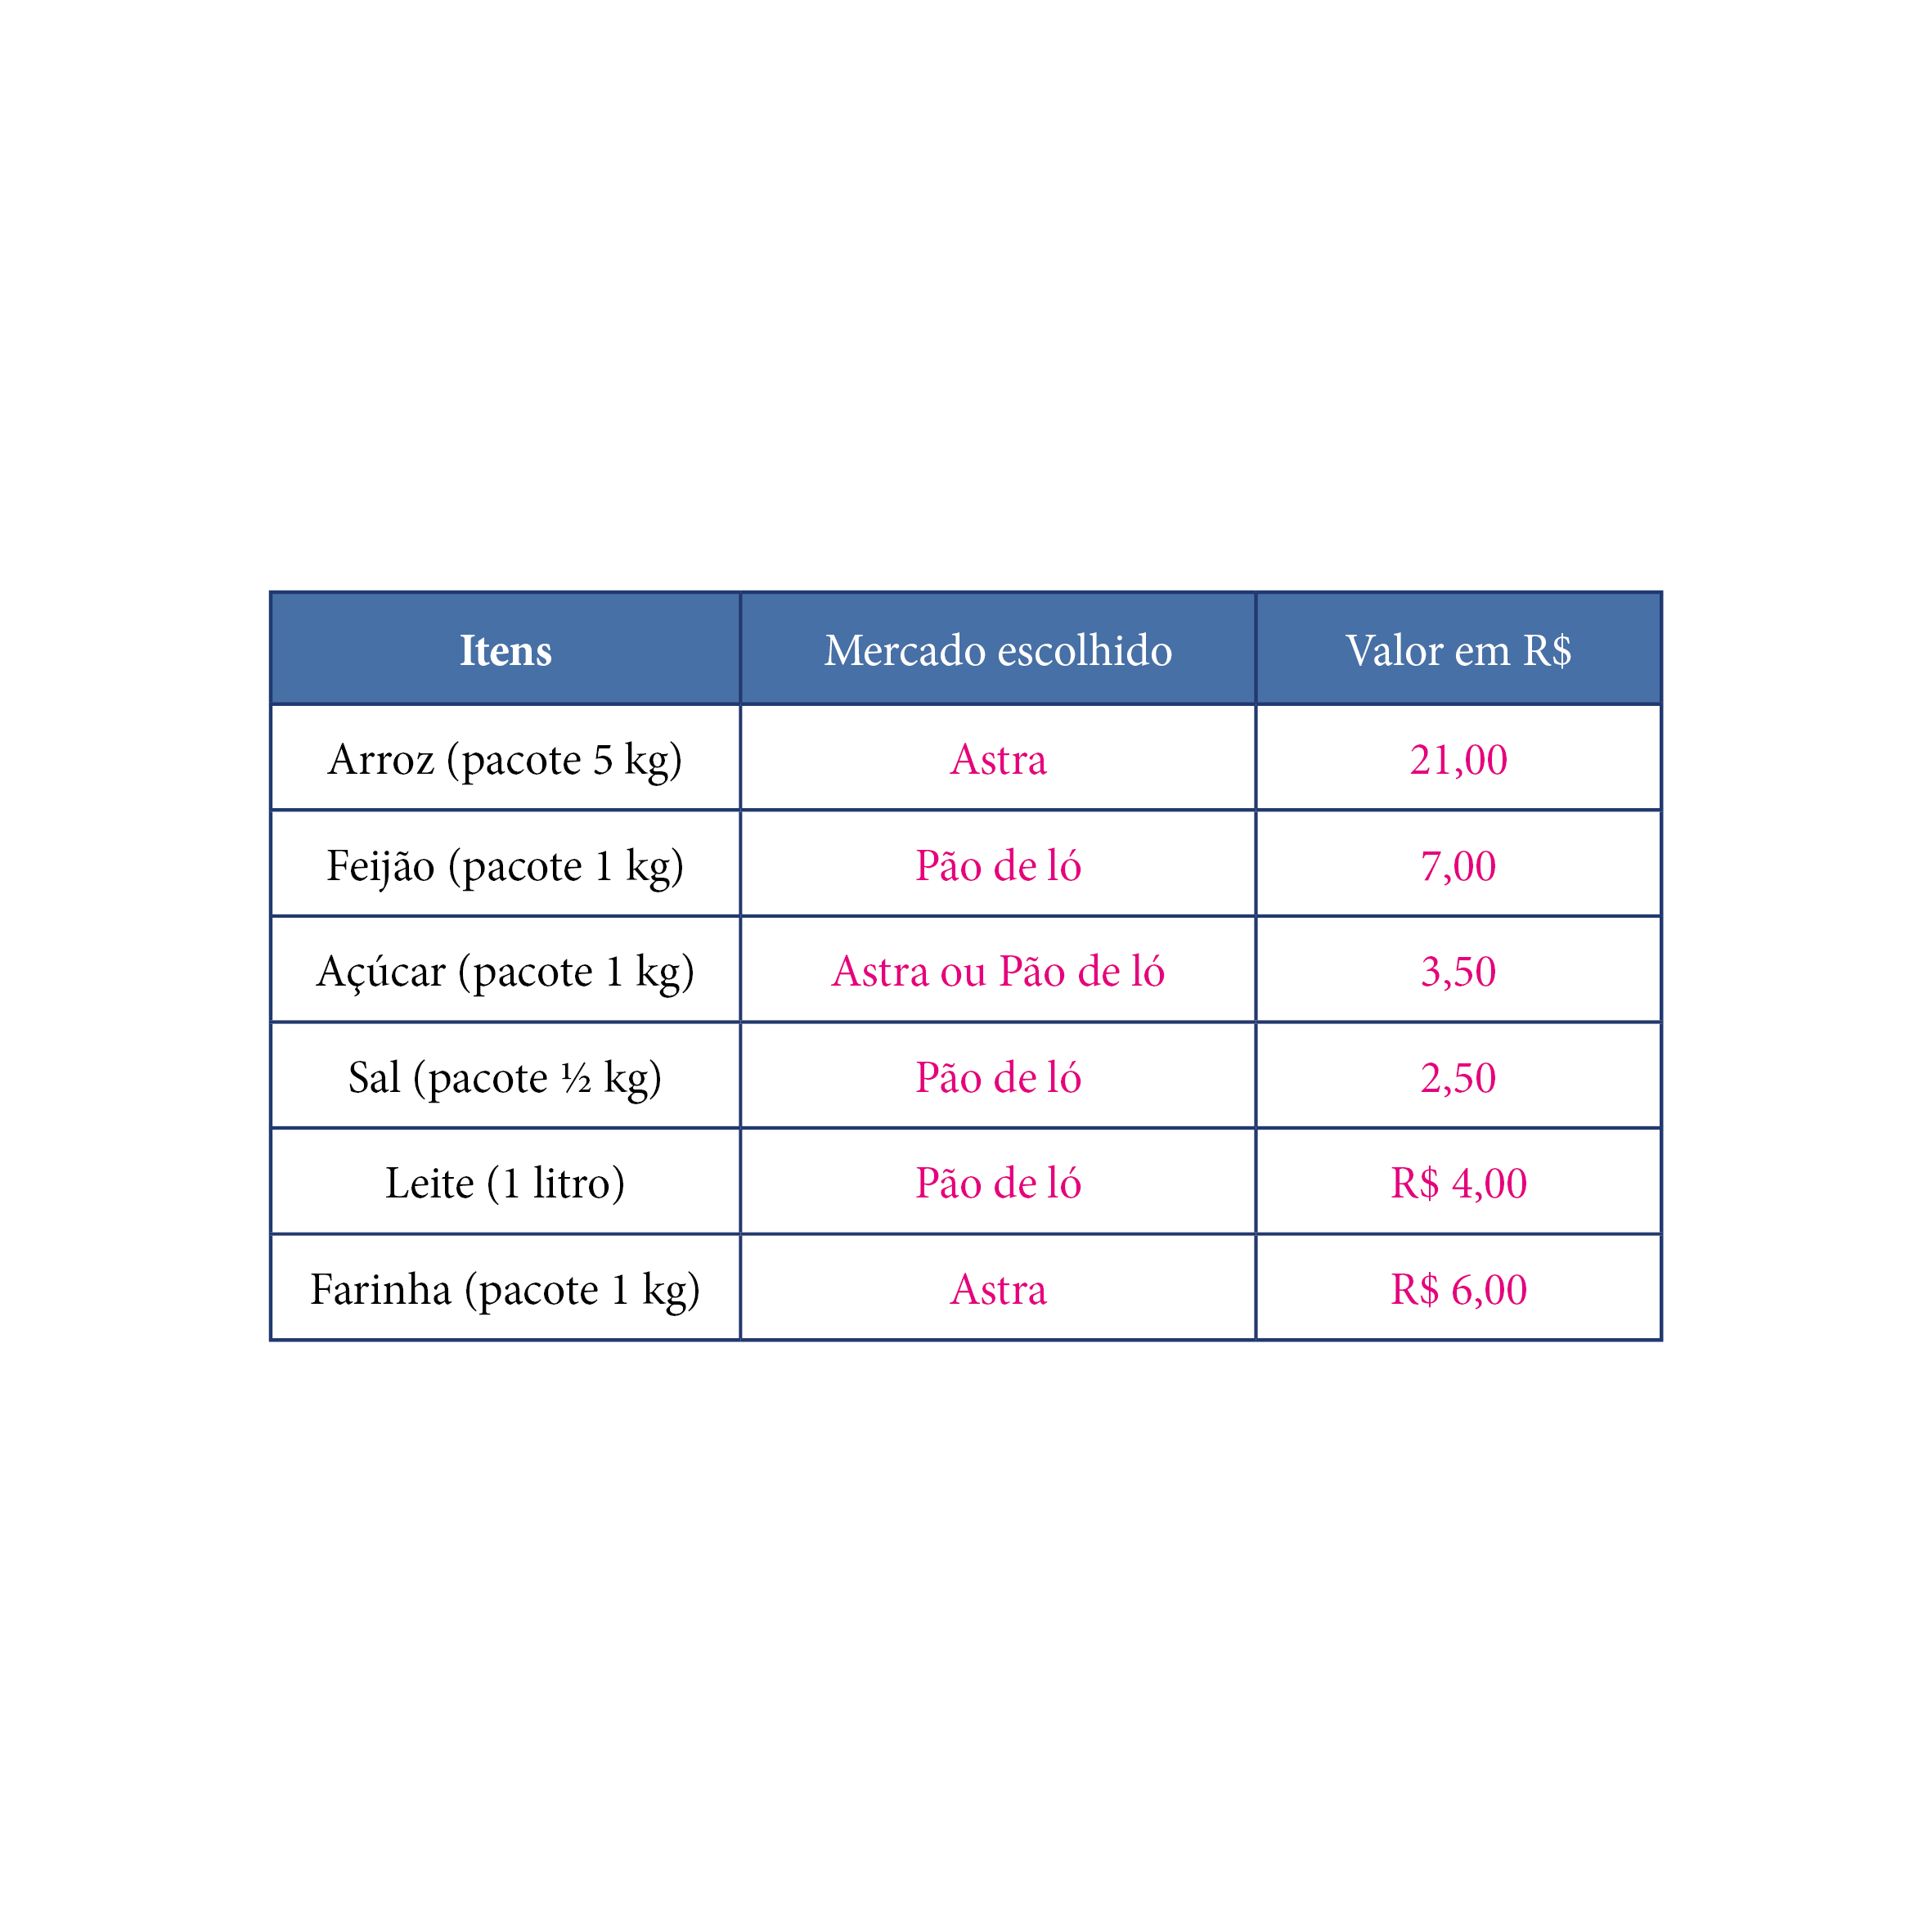 Itens Mercado escolhido Valor em R$
Arroz (pacote 5 kg) Astra 21,00
Feijão (pacote 1 kg) Pão de ló 7,00
Açúcar (pacote 1 kg) Astra ou Pão de ló 3,50
Sal (pacote ½ kg) Pão de ló 2,50
Leite (1 litro) Pão de ló R$ 4,00
Farinha (pacote 1 kg) Astra R$ 6,00